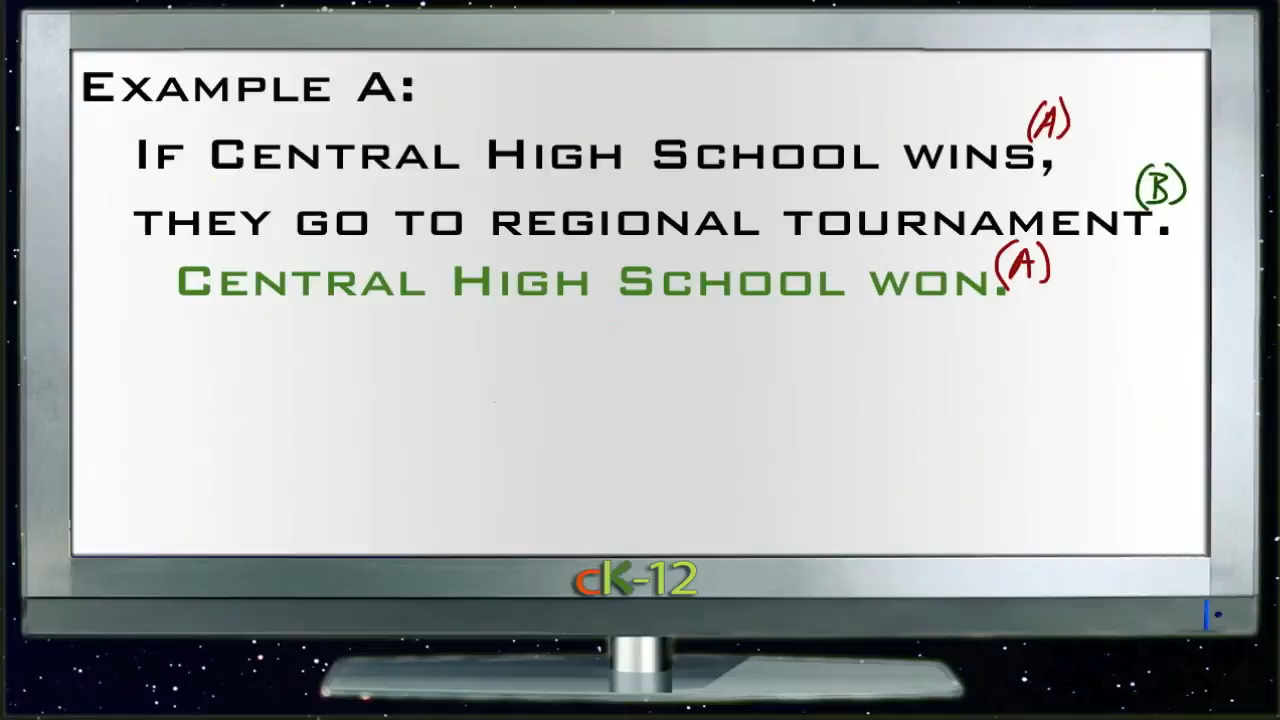 Example A:
(A)
If Central High School wins,
(B)
they go to regional tournament.
(A)
Central High School won.
cK-12